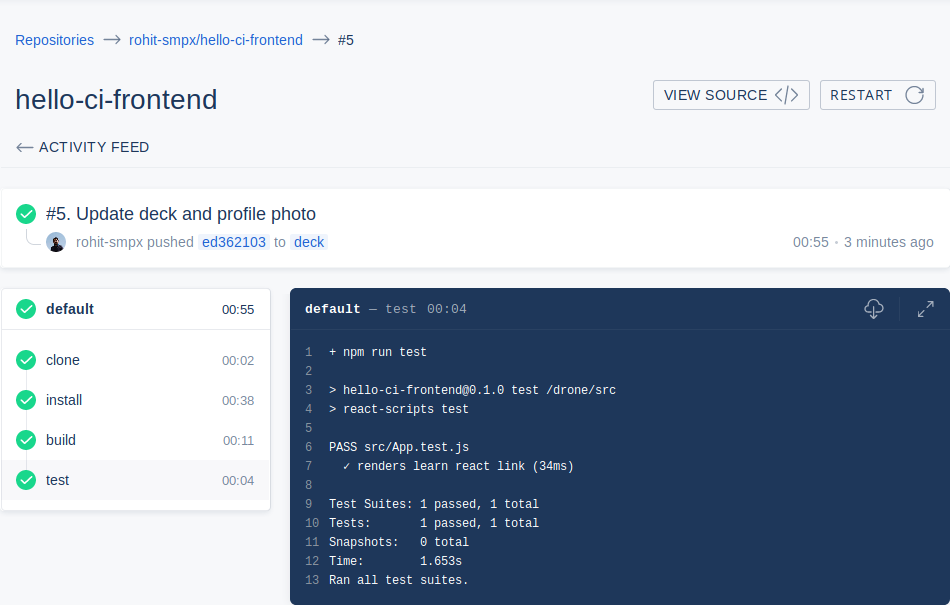 Repositories → rohit-smpx/hello-ci-frontend → #5
hello-ci-frontend
VIEW SOURCE </>
RESTART
← ACTIVITY FEED
#5. Update deck and profile photo
rohit-smpx pushed ed362103 to deck
00:55 · 3 minutes ago
default 00:55
clone 00:02
install 00:38
build 00:11
test 00:04
default — test 00:04
1 + npm run test
2
3 > hello-ci-frontend@0.1.0 test /drone/src
4 > react-scripts test
5
6 PASS src/App.test.js
7 ✓ renders learn react link (34ms)
8
9 Test Suites: 1 passed, 1 total
10 Tests:       1 passed, 1 total
11 Snapshots:   0 total
12 Time:        1.653s
13 Ran all test suites.